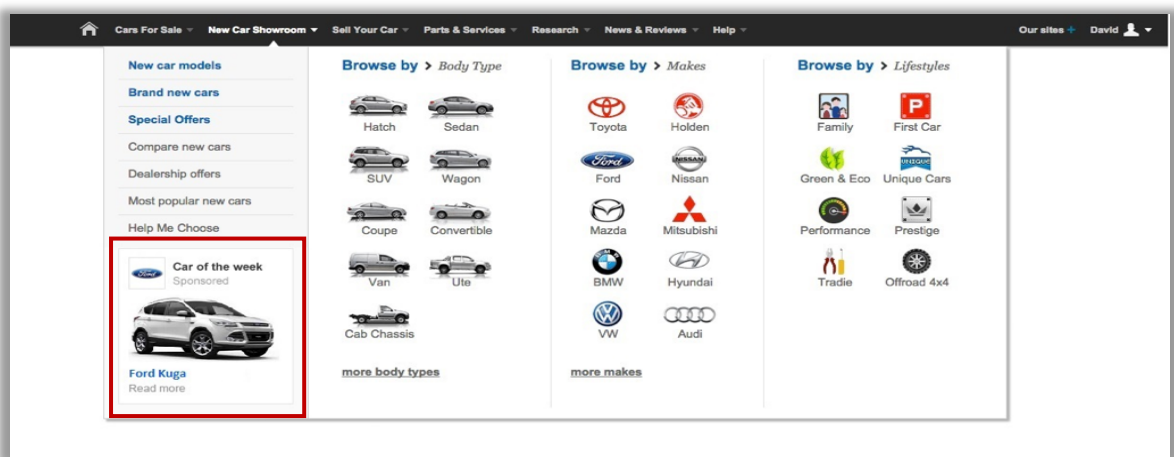 Cars For Sale New Car Showroom Sell Your Car Parts & Services Research News & Reviews Help Our sites + David
New car models
Brand new cars
Special Offers
Compare new cars
Dealership offers
Most popular new cars
Help Me Choose
Ford
Car of the week
Sponsored
Ford Kuga
Read more
Browse by > Body Type
Hatch Sedan
SUV Wagon
Coupe Convertible
Van Ute
Cab Chassis
more body types
Browse by > Makes
Toyota Holden
Ford NISSAN
Ford Nissan
Mazda Mitsubishi
BMW
BMW Hyundai
VW Audi
more makes
Browse by > Lifestyles
P
Family First Car
UNIQUE
Green & Eco Unique Cars
Performance Prestige
Tradie Offroad 4x4